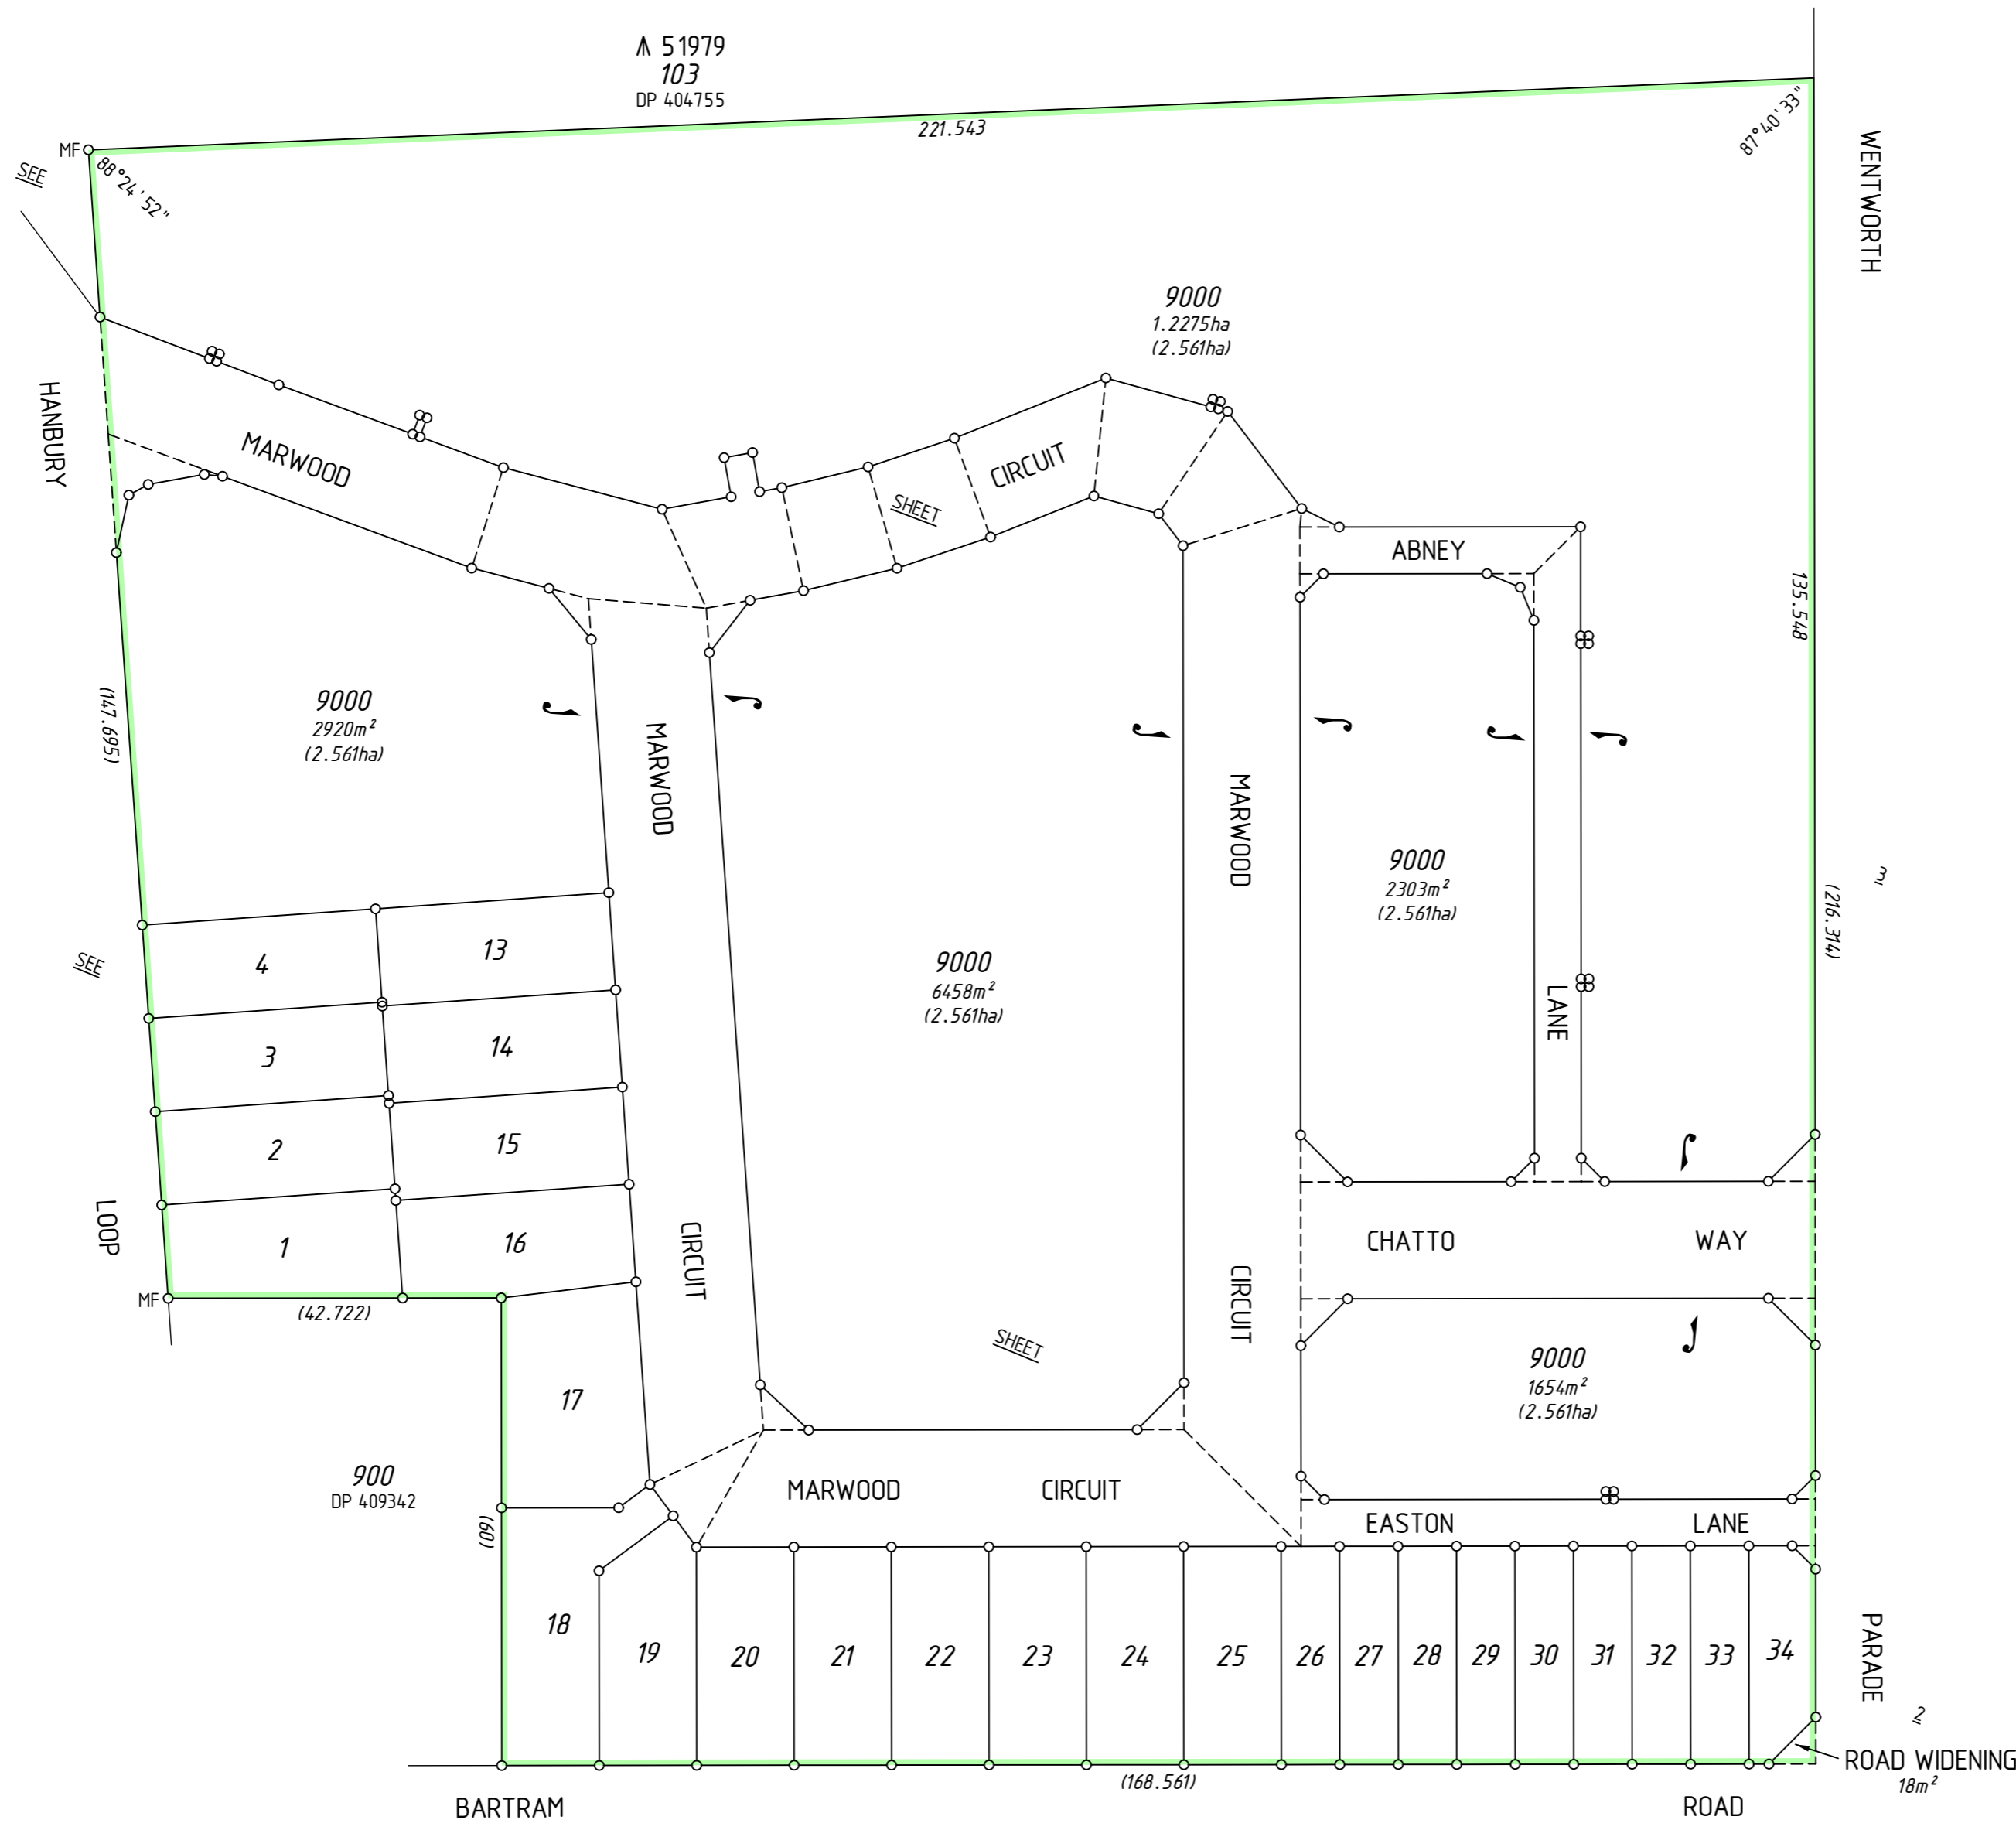 ⩚ 51979
103
DP 404755
221.543
MF
88°24'52"
87°40'33"
SEE
WENTWORTH
9000
1.2275ha
(2.561ha)
HANBURY
MARWOOD
CIRCUIT
SHEET
ABNEY
135.548
9000
2920m²
(2.561ha)
(147.695)
MARWOOD
MARWOOD
9000
2303m²
(2.561ha)
3
(216.314)
4
13
SEE
9000
6458m²
(2.561ha)
LANE
3
14
2
15
LOOP
1
16
CIRCUIT
CHATTO WAY
MF
(42.722)
CIRCUIT
SHEET
17
9000
1654m²
(2.561ha)
900
DP 409342
(60)
MARWOOD CIRCUIT
EASTON LANE
18
19
20
21
22
23
24
25
26
27
28
29
30
31
32
33
34
PARADE
2
ROAD WIDENING
18m²
(168.561)
BARTRAM ROAD